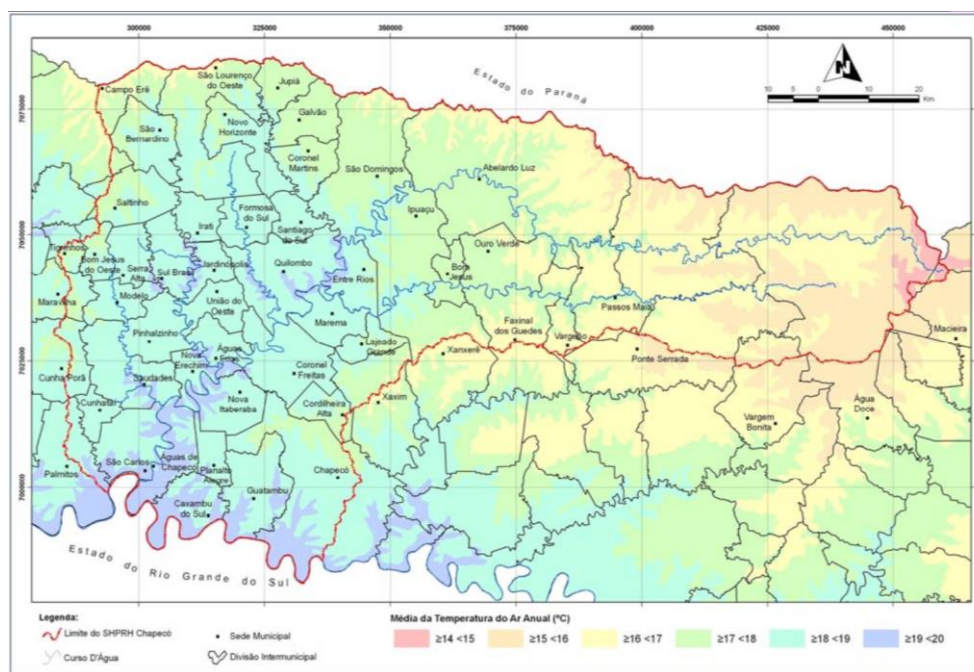 300000 325000 350000 375000 400000 425000 450000
Estado do Paraná
N
10 5 0 10 20
Km
7075000
7050000
7025000
7000000
Campo Erê
São Lourenço
do Oeste
Jupiá
Novo
Horizonte
Galvão
São
Bernardino
Coronel
Martins
São Domingos
Abelardo Luz
Saltinho
Formosa
do Sul
Ipuaçu
Irati
Santiago
do Sul
Ouro Verde
Tigrinhos
Bom Jesus
do Oeste
Serra
Alta
Sul Brasil
Jardinópolis
Quilombo
Entre Rios
Bom
Jesus
Maravilha
Modelo
União do
Oeste
Passos Maia
Marema
Faxinal
dos Guedes
Vargeão
Macieira
Pinhalzinho
Águas
Frias
Lajeado
Grande
Xanxerê
Ponte Serrada
Nova
Erechim
Coronel
Freitas
Cunha Porã
Saudades
Nova
Itaberaba
Cordilheira
Alta
Xaxim
Cunhataí
Vargem
Bonita
Água
Doce
Palmitos
São Carlos
Águas de
Chapecó
Planalto
Alegre
Guatambu
Chapecó
Caxambu
do Sul
Estado do Rio Grande do Sul
Legenda:
Limite do SHPRH Chapecó
Sede Municipal
Curso D'Água
Divisão Intermunicipal
Média da Temperatura do Ar Anual (ºC)
≥14 <15 ≥15 <16 ≥16 <17 ≥17 <18 ≥18 <19 ≥19 <20